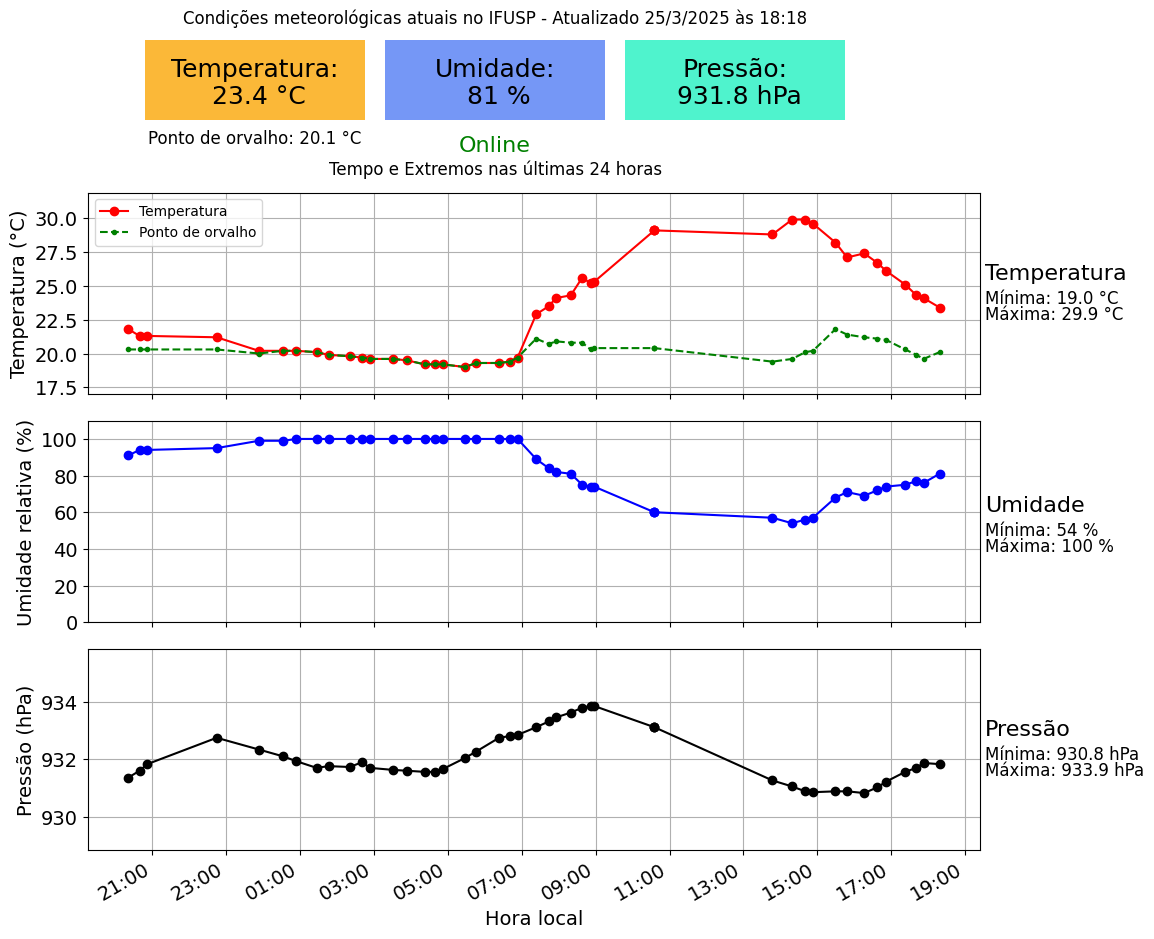 Condições meteorológicas atuais no IFUSP - Atualizado 25/3/2025 às 18:18
Temperatura:
23.4 °C
Umidade:
81 %
Pressão:
931.8 hPa
Ponto de orvalho: 20.1 °C
Online
Tempo e Extremos nas últimas 24 horas
Temperatura (°C)
30.0
27.5
25.0
22.5
20.0
17.5
Temperatura
Ponto de orvalho
Temperatura
Mínima: 19.0 °C
Máxima: 29.9 °C
Umidade relativa (%)
100
80
60
40
20
0
Umidade
Mínima: 54 %
Máxima: 100 %
Pressão (hPa)
934
932
930
Pressão
Mínima: 930.8 hPa
Máxima: 933.9 hPa
21:00
23:00
01:00
03:00
05:00
07:00
09:00
11:00
13:00
15:00
17:00
19:00
Hora local